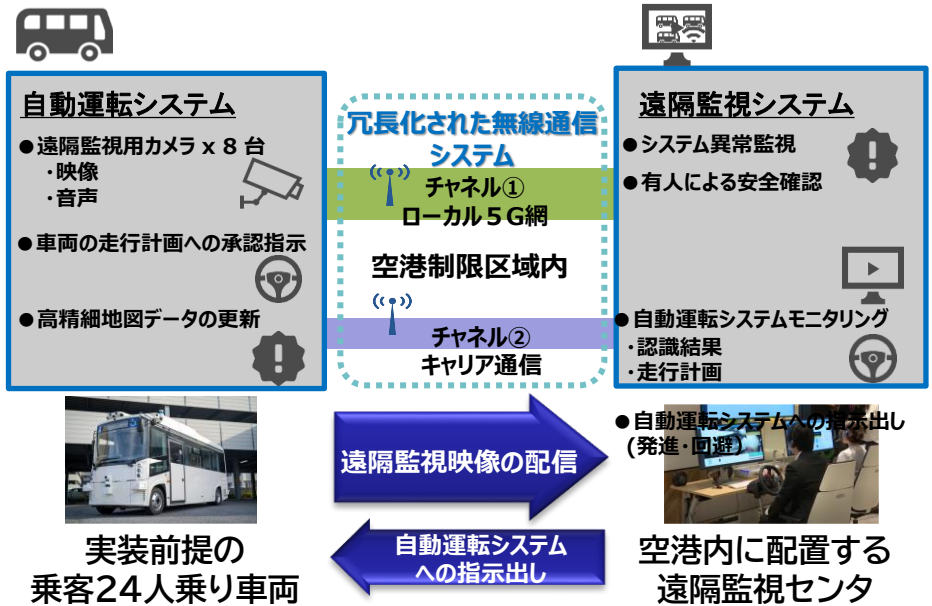 自動運転システム
●遠隔監視用カメラ x 8 台
・映像
・音声
●車両の走行計画への承認指示
●高精細地図データの更新
冗長化された無線通信
システム
チャネル①
ローカル５G網
空港制限区域内
チャネル②
キャリア通信
遠隔監視システム
●システム異常監視
●有人による安全確認
●自動運転システムモニタリング
・認識結果
・走行計画
●自動運転システムへの指示出し
(発進・回避）
遠隔監視映像の配信
自動運転システム
への指示出し
実装前提の
乗客24人乗り車両
空港内に配置する
遠隔監視センタ